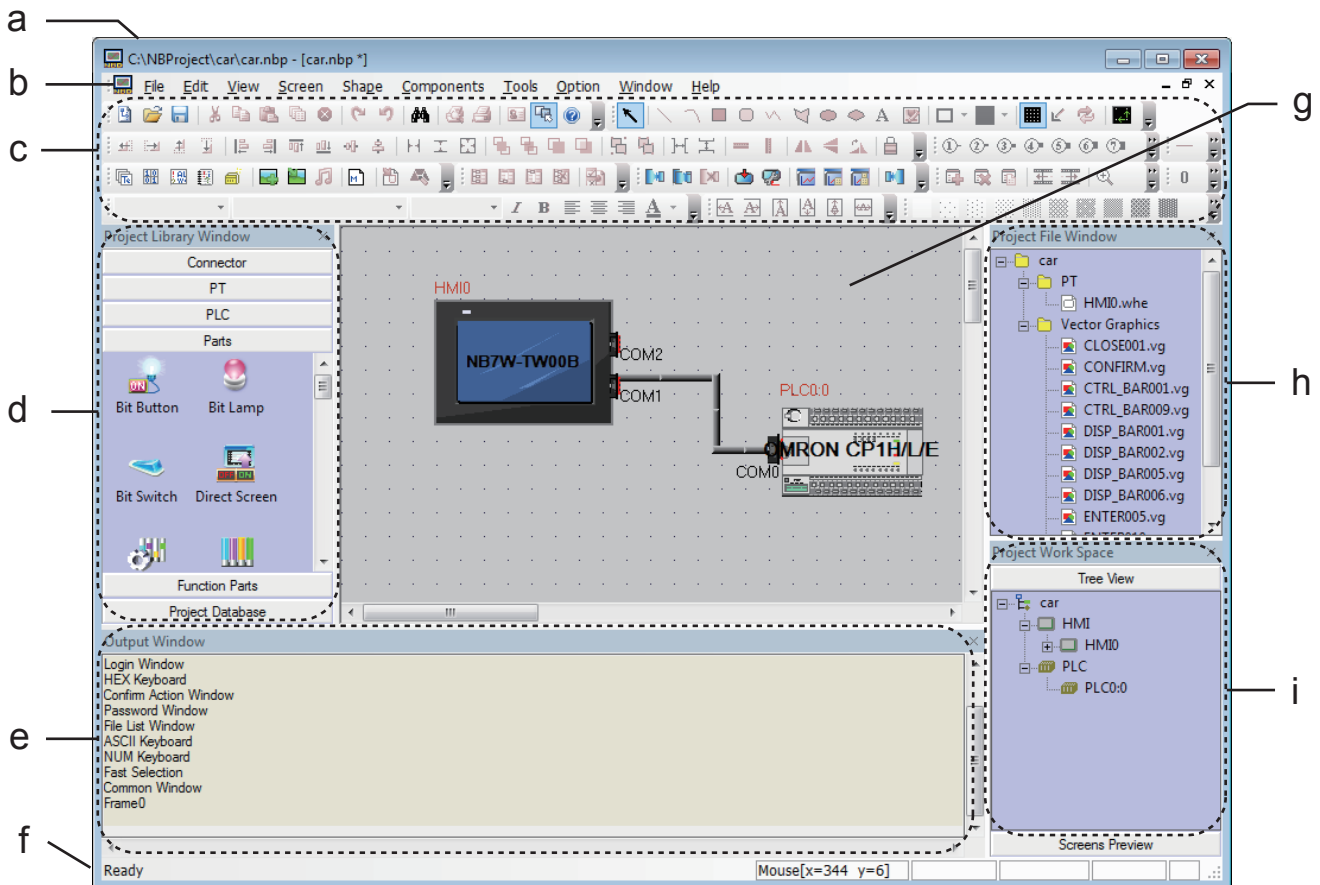 a
C:\NBProject\car\car.nbp - [car.nbp *]
b
File Edit View Screen Shape Components Tools Option Window Help
g
c
Project Library Window
Connector
PT
PLC
Parts
Bit Button Bit Lamp
Bit Switch Direct Screen
Function Parts
Project Database
d
HMI0
NB7W-TW00B
COM2
COM1
PLC0:0
OMRON CP1H/L/E
COM0
Project File Window
car
PT
HMI0.whe
Vector Graphics
CLOSE001.vg
CONFIRM.vg
CTRL_BAR001.vg
CTRL_BAR009.vg
DISP_BAR001.vg
DISP_BAR002.vg
DISP_BAR005.vg
DISP_BAR006.vg
ENTER005.vg
h
Project Work Space
Tree View
car
HMI
HMI0
PLC
PLC0:0
Screens Preview
i
Output Window
Login Window
HEX Keyboard
Confirm Action Window
Password Window
File List Window
ASCII Keyboard
NUM Keyboard
Fast Selection
Common Window
Frame0
e
f
Ready
Mouse[x=344 y=6]